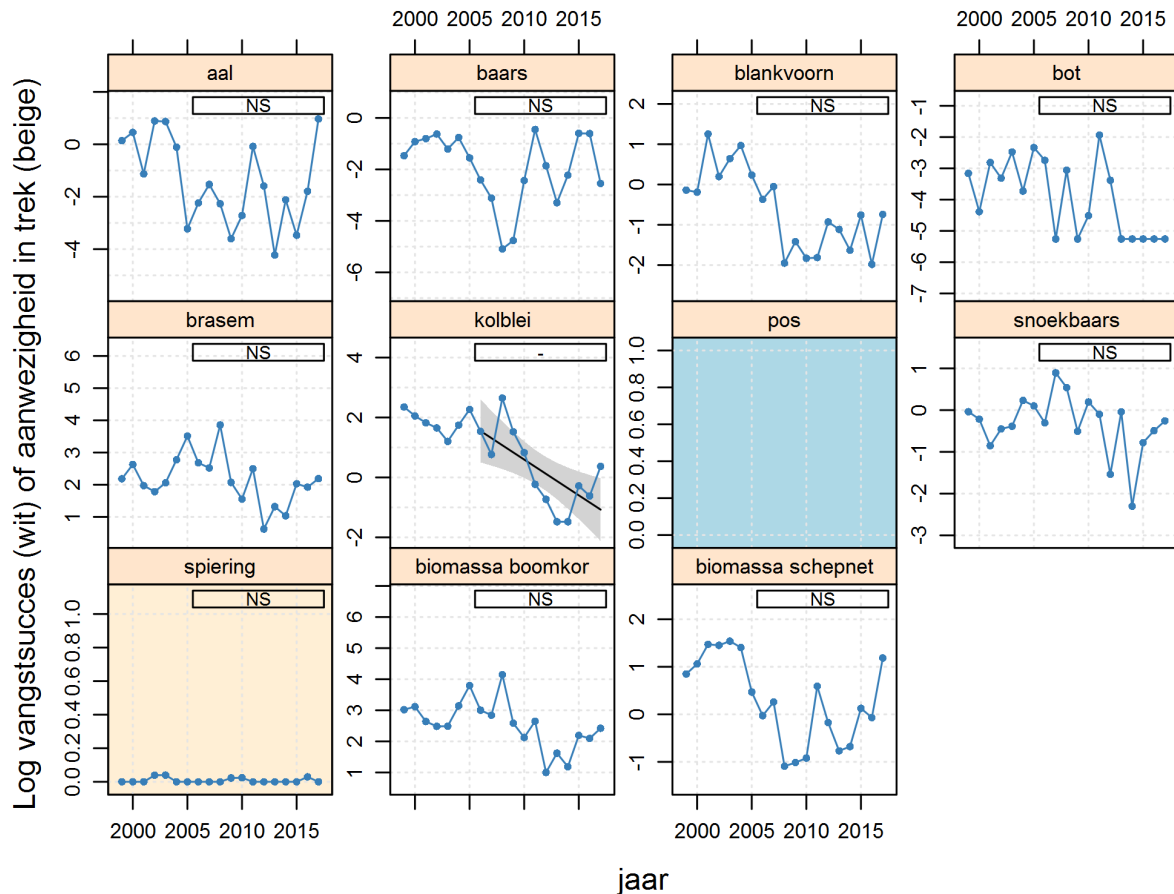 Log vangstsucces (wit) of aanwezigheid in trek (beige)
2000 2005 2010 2015
2000 2005 2010 2015
aal
NS
0
-2
-4
baars
NS
0
-2
-4
-6
blankvoorn
NS
2
1
0
-1
-2
bot
NS
-1
-2
-3
-4
-5
-6
-7
brasem
NS
6
5
4
3
2
1
kolblei
-
4
2
0
-2
pos
1.0
0.8
0.6
0.4
0.2
0.0
snoekbaars
NS
1
0
-1
-2
-3
spiering
NS
1.0
0.8
0.6
0.4
0.2
0.0
biomassa boomkor
NS
6
5
4
3
2
1
biomassa schepnet
NS
2
1
0
-1
2000 2005 2010 2015
2000 2005 2010 2015
jaar